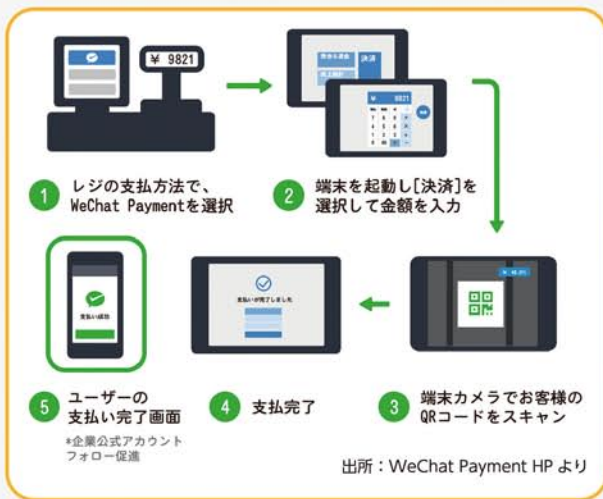 ¥ 9821
決済
¥ 9821
1 レジの支払方法で、
WeChat Paymentを選択
2 端末を起動し[決済]を
選択して金額を入力
支払い成功
支払いが完了しました
5 ユーザーの
支払い完了画面
*企業公式アカウント
フォロー促進
4 支払完了
3 端末カメラでお客様の
QRコードをスキャン
出所：WeChat Payment HP より